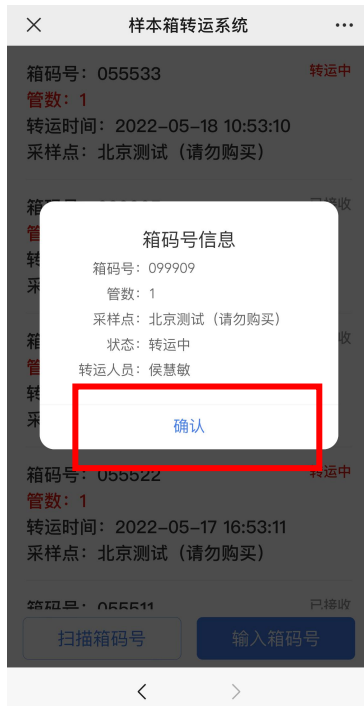 样本箱转运系统
箱码号：055533 转运中
管数：1
转运时间：2022-05-18 10:53:10
采样点：北京测试（请勿购买）
箱码号信息
箱码号：099909
管数：1
采样点：北京测试（请勿购买）
状态：转运中
转运人员：侯慧敏
确认
箱码号：055522 转运中
管数：1
转运时间：2022-05-17 16:53:11
采样点：北京测试（请勿购买）
箱码号：055511 已接收
扫描箱码号 输入箱码号